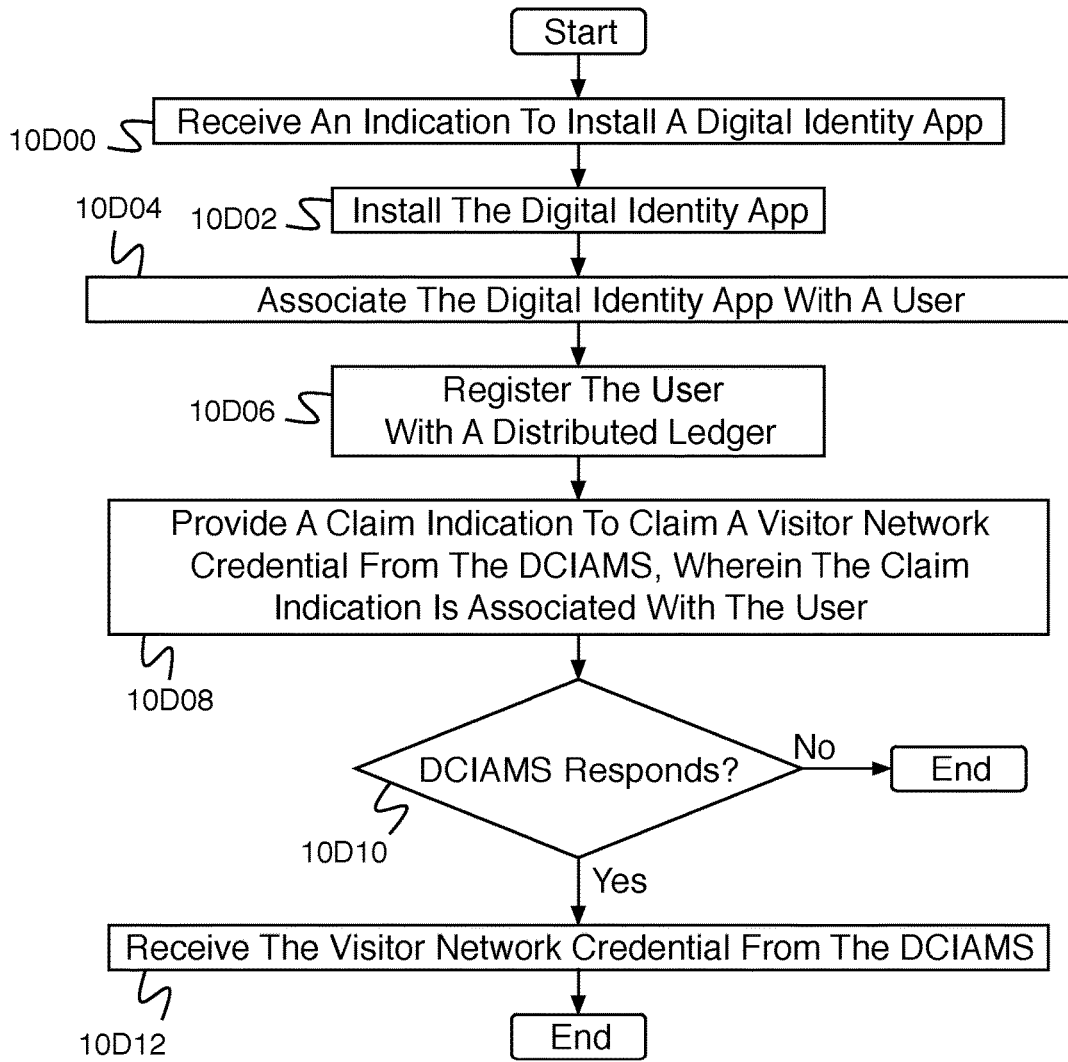 Start
10D00
Receive An Indication To Install A Digital Identity App
10D04
10D02
Install The Digital Identity App
Associate The Digital Identity App With A User
10D06
Register The User
With A Distributed Ledger
Provide A Claim Indication To Claim A Visitor Network
Credential From The DCIAMS, Wherein The Claim
Indication Is Associated With The User
10D08
DCIAMS Responds?
No
End
10D10
Yes
Receive The Visitor Network Credential From The DCIAMS
10D12
End